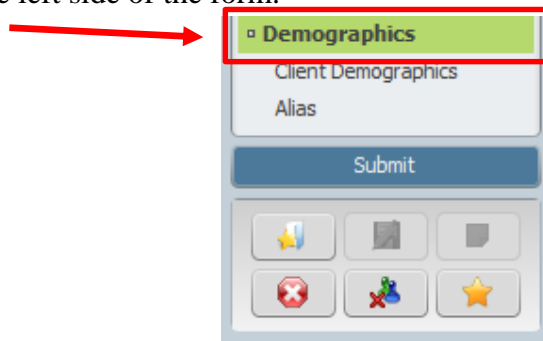 left side of the form.
Demographics
Client Demographics
Alias
Submit